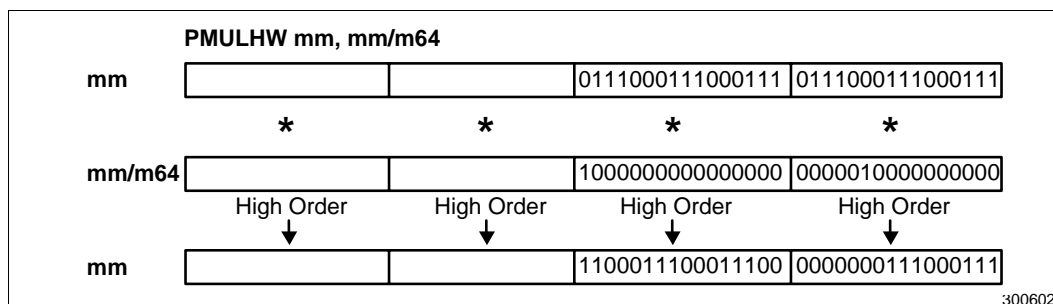 PMULHW mm, mm/m64
mm 0111000111000111 0111000111000111
* * * *
mm/m64 1000000000000000 0000010000000000
High Order High Order High Order High Order
mm 1100011100011100 0000000111000111
300602